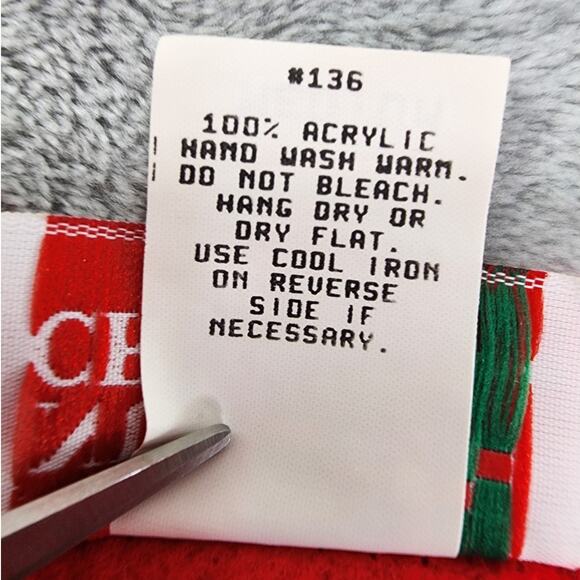 #136
100% ACRYLIC
HAND WASH WARM.
DO NOT BLEACH.
HANG DRY OR
DRY FLAT.
USE COOL IRON
ON REVERSE
SIDE IF
NECESSARY.